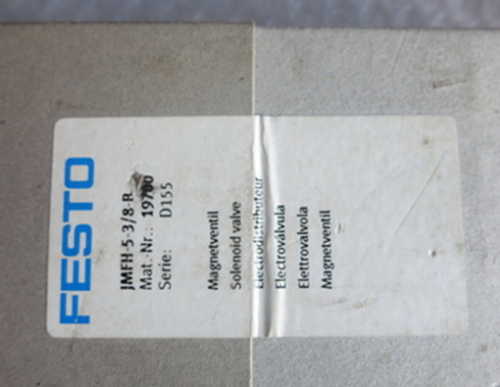 FESTO
JMFH-5-3/8-R
Mat.-Nr.: 19700
Serie: D155
Magnetventil
Solenoid valve
Electrodistributeur
Electroválvula
Elettrovalvola
Magnetventil